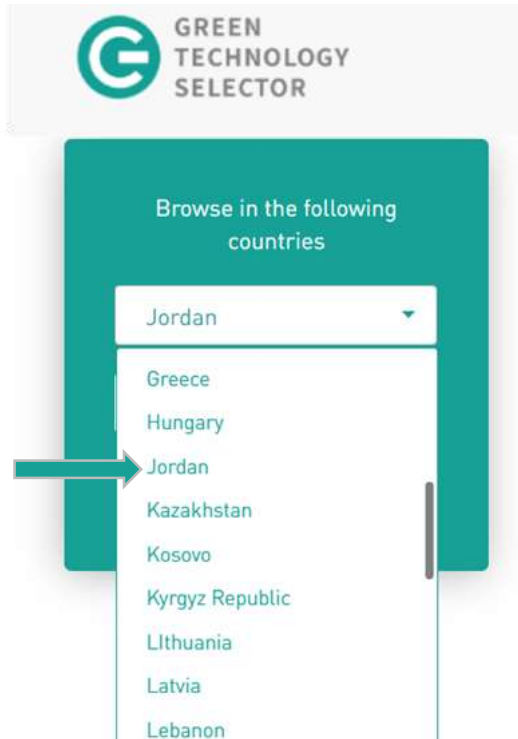 GREEN
TECHNOLOGY
SELECTOR
Browse in the following
countries
Jordan
Greece
Hungary
Jordan
Kazakhstan
Kosovo
Kyrgyz Republic
LIthuania
Latvia
Lebanon